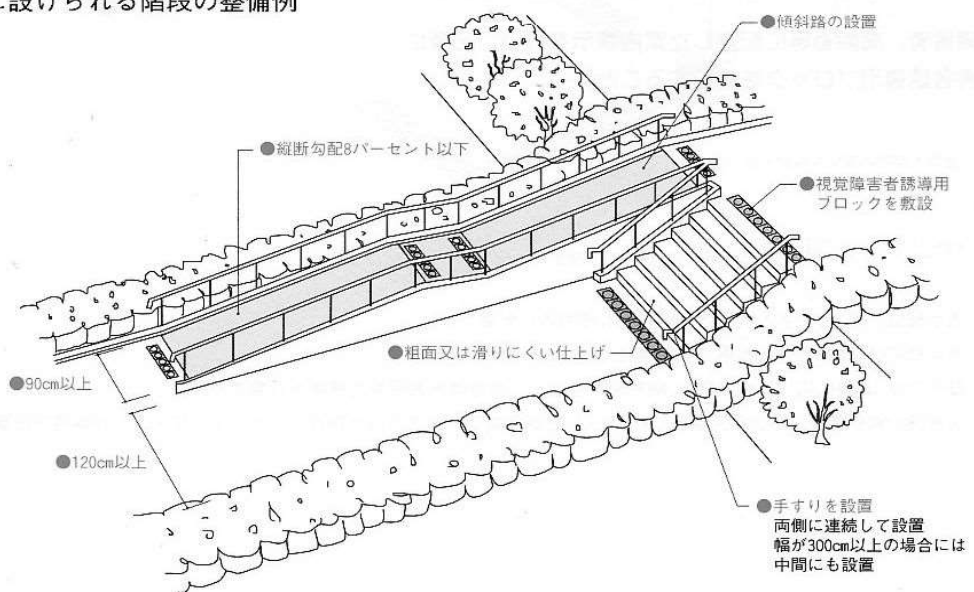 に設けられる階段の整備例
●傾斜路の設置
●縦断勾配8パーセント以下
●視覚障害者誘導用
ブロックを敷設
●粗面又は滑りにくい仕上げ
●90cm以上
●120cm以上
●手すりを設置
両側に連続して設置
幅が300cm以上の場合には
中間にも設置